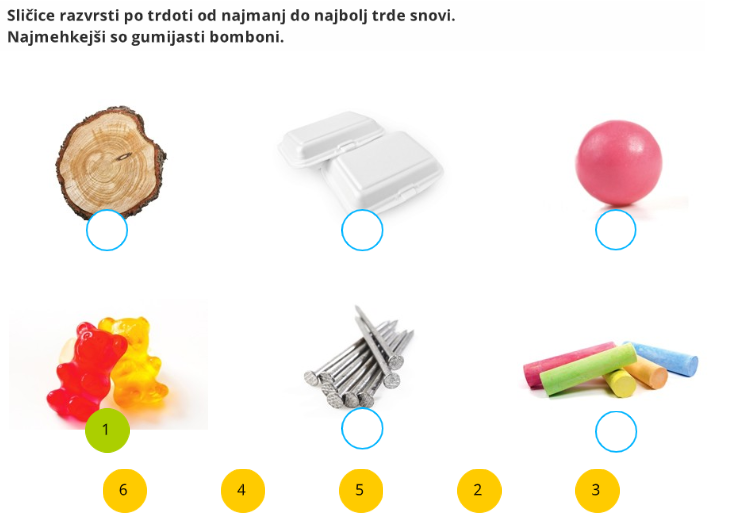 Sličice razvrsti po trdoti od najmanj do najbolj trde snovi.
Najmehkejši so gumijasti bomboni.
1
6 4 5 2 3